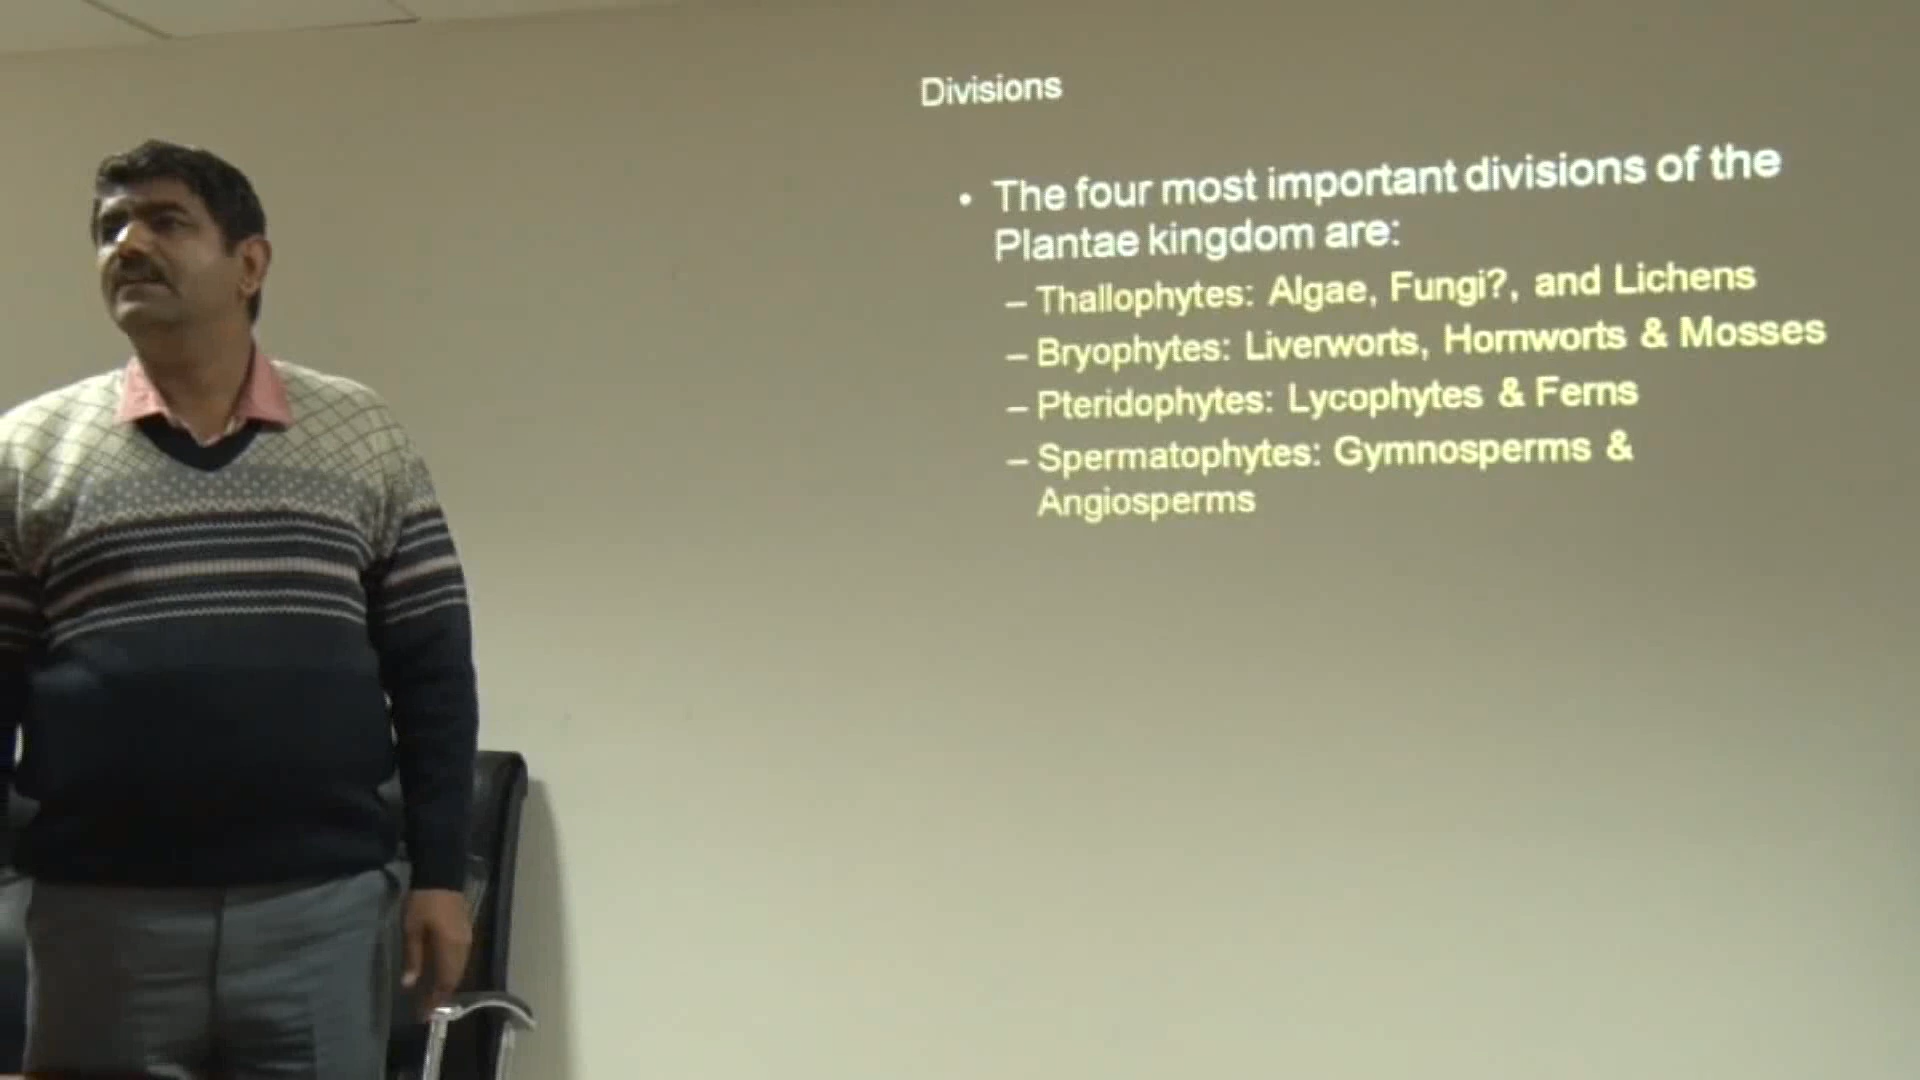 Divisions
• The four most important divisions of the
Plantae kingdom are:
– Thallophytes: Algae, Fungi?, and Lichens
– Bryophytes: Liverworts, Hornworts & Mosses
– Pteridophytes: Lycophytes & Ferns
– Spermatophytes: Gymnosperms &
Angiosperms